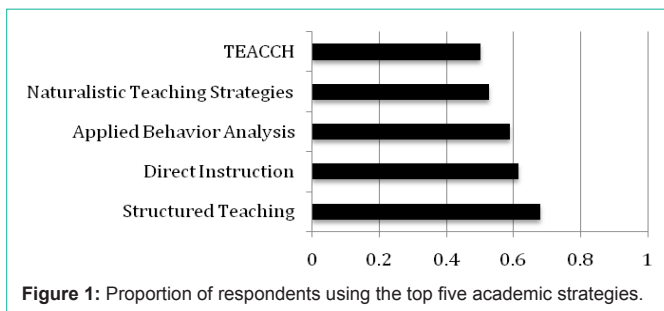 TEACCH
Naturalistic Teaching Strategies
Applied Behavior Analysis
Direct Instruction
Structured Teaching
0 0.2 0.4 0.6 0.8 1
Figure 1: Proportion of respondents using the top five academic strategies.